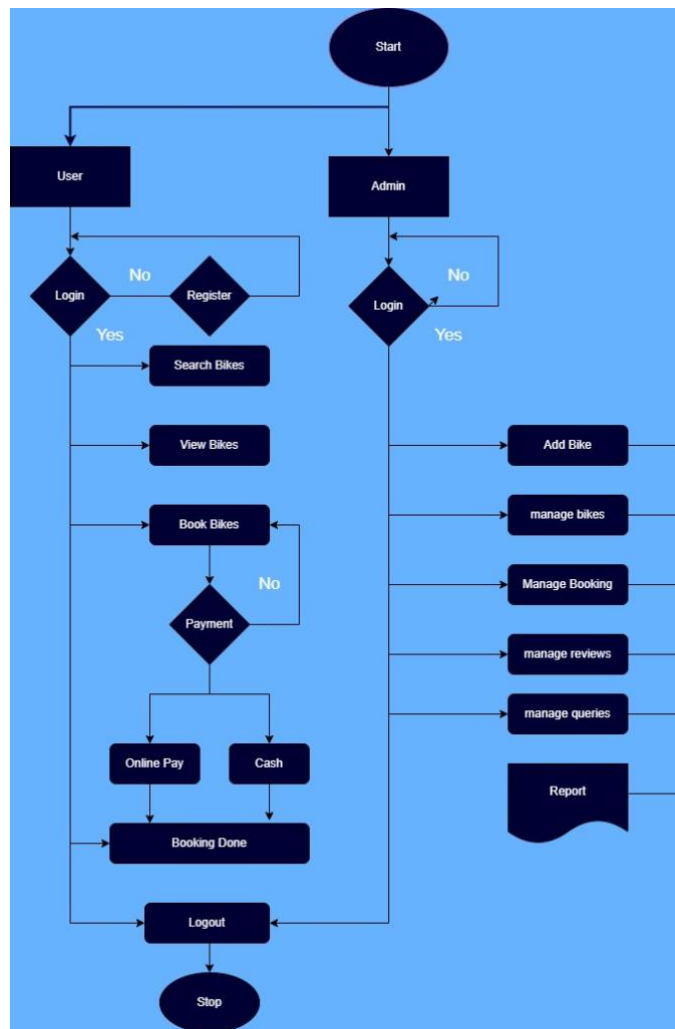 Start
User
Admin
Login
No
Register
Login
No
Yes
Yes
Search Bikes
View Bikes
Add Bike
Book Bikes
manage bikes
No
Manage Booking
Payment
manage reviews
manage queries
Online Pay
Cash
Report
Booking Done
Logout
Stop